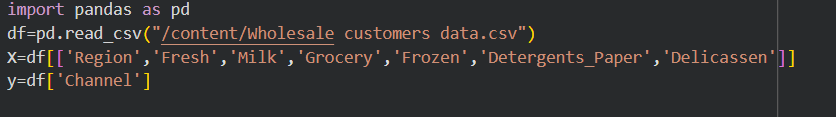 import pandas as pd
df=pd.read_csv("/content/Wholesale customers data.csv")
X=df[['Region','Fresh','Milk','Grocery','Frozen','Detergents_Paper','Delicassen']]
y=df['Channel']